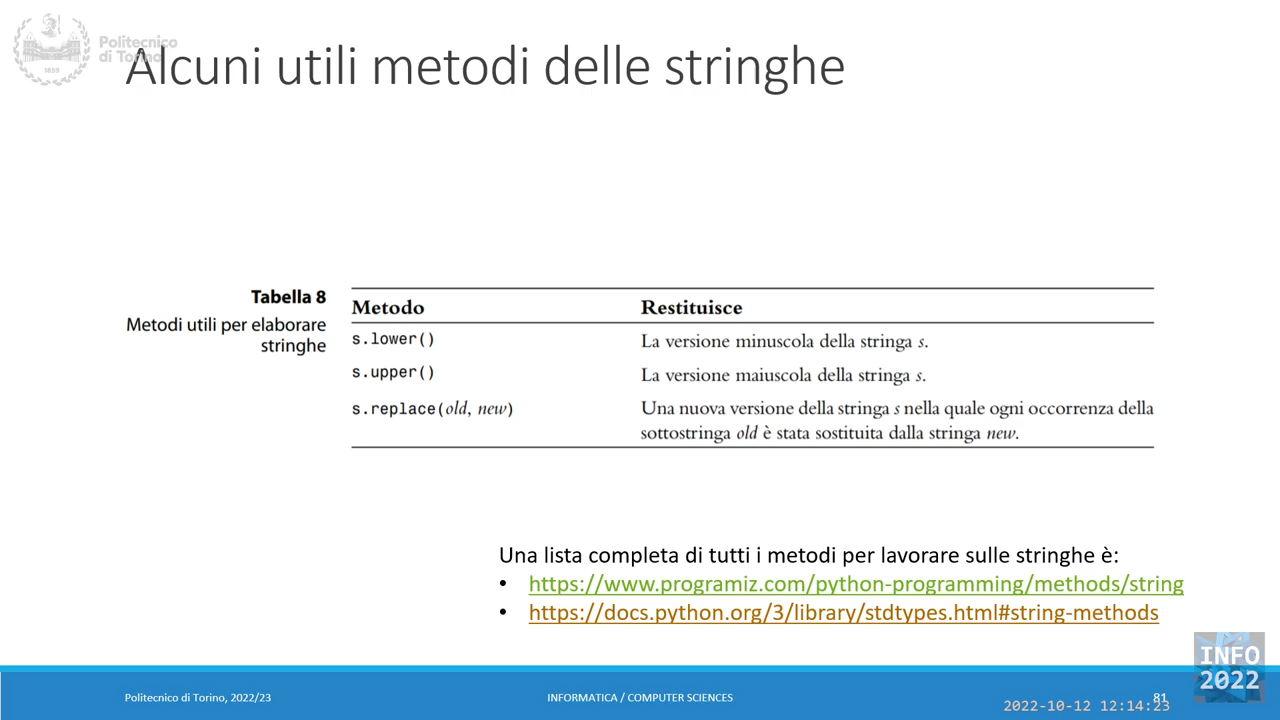 Politecnico
di Torino
1859
Alcuni utili metodi delle stringhe
Tabella 8
Metodi utili per elaborare
stringhe
Metodo Restituisce
s.lower() La versione minuscola della stringa s.
s.upper() La versione maiuscola della stringa s.
s.replace(old, new) Una nuova versione della stringa s nella quale ogni occorrenza della
sottostringa old è stata sostituita dalla stringa new.
Una lista completa di tutti i metodi per lavorare sulle stringhe è:
• https://www.programiz.com/python-programming/methods/string
• https://docs.python.org/3/library/stdtypes.html#string-methods
INFO
2022
Politecnico di Torino, 2022/23 INFORMATICA / COMPUTER SCIENCES 81
2022-10-12 12:14:23